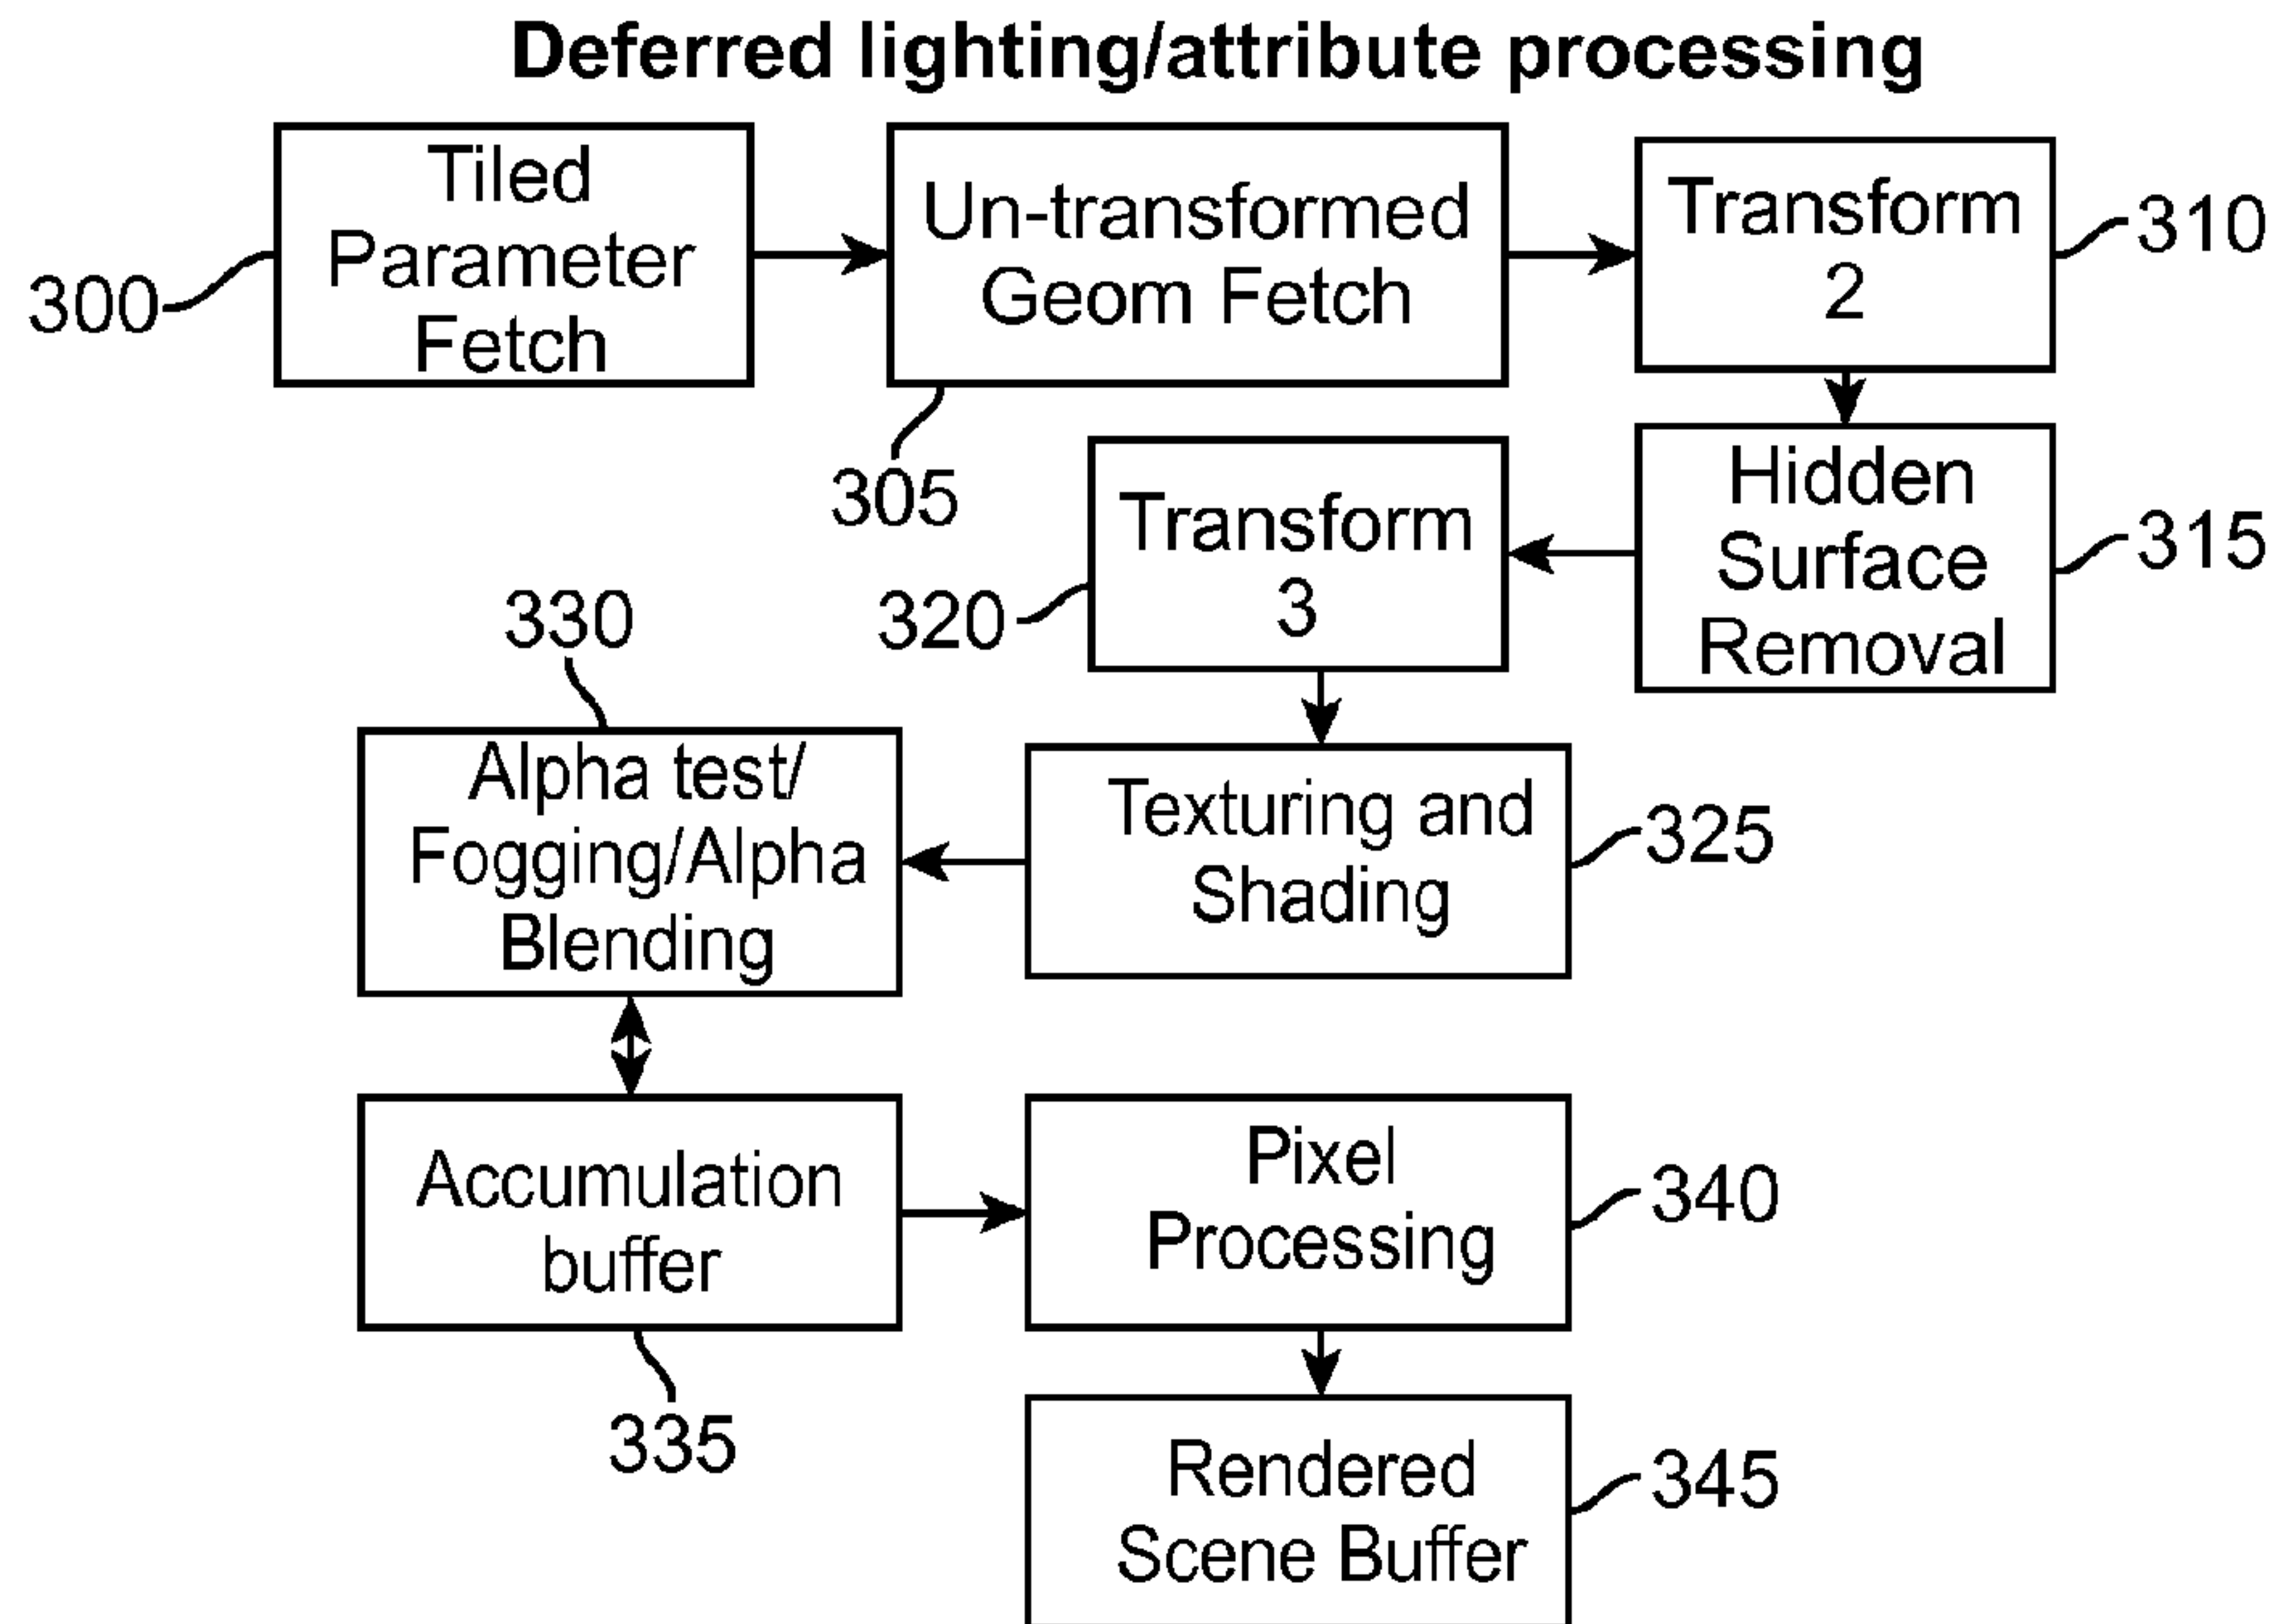 Deferred lighting/attribute processing
Tiled
Parameter
Fetch
300
Un-transformed
Geom Fetch
305
Transform
2
310
Hidden
Surface
Removal
315
Transform
3
320
Texturing and
Shading
325
330
Alpha test/
Fogging/Alpha
Blending
Accumulation
buffer
335
Pixel
Processing
340
Rendered
Scene Buffer
345